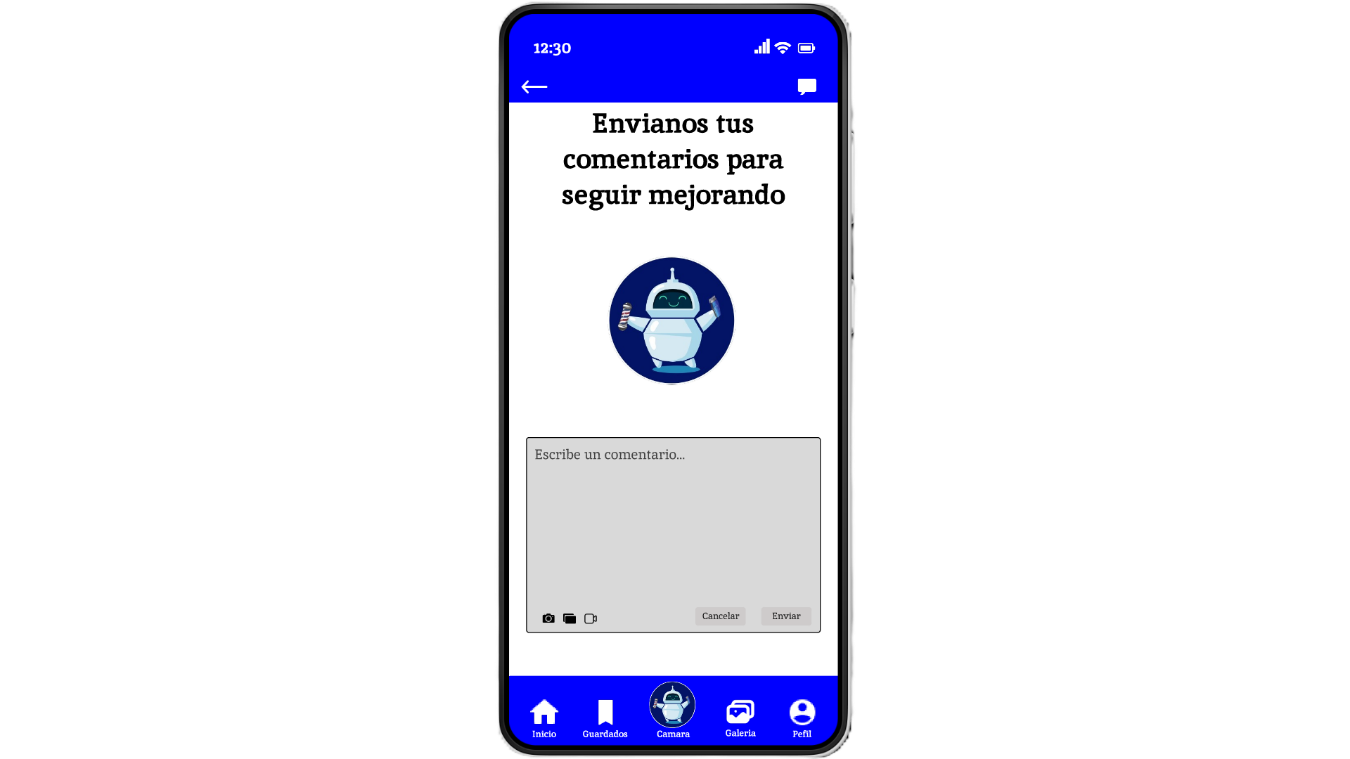 12:30
Envianos tus
comentarios para
seguir mejorando
Escribe un comentario...
Cancelar Enviar
Inicio Guardados Camara Galeria Pefil